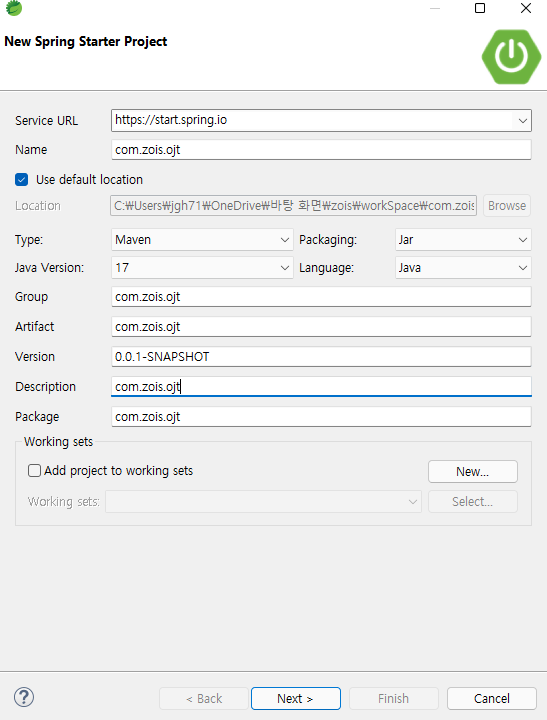 New Spring Starter Project
Service URL https://start.spring.io
Name com.zois.ojt
Use default location
Location C:₩Users₩jgh71₩OneDrive₩바탕 화면₩zois₩workSpace₩com.zois Browse
Type: Maven Packaging: Jar
Java Version: 17 Language: Java
Group com.zois.ojt
Artifact com.zois.ojt
Version 0.0.1-SNAPSHOT
Description com.zois.ojt
Package com.zois.ojt
Working sets
Add project to working sets New...
Working sets: Select...
? < Back Next > Finish Cancel